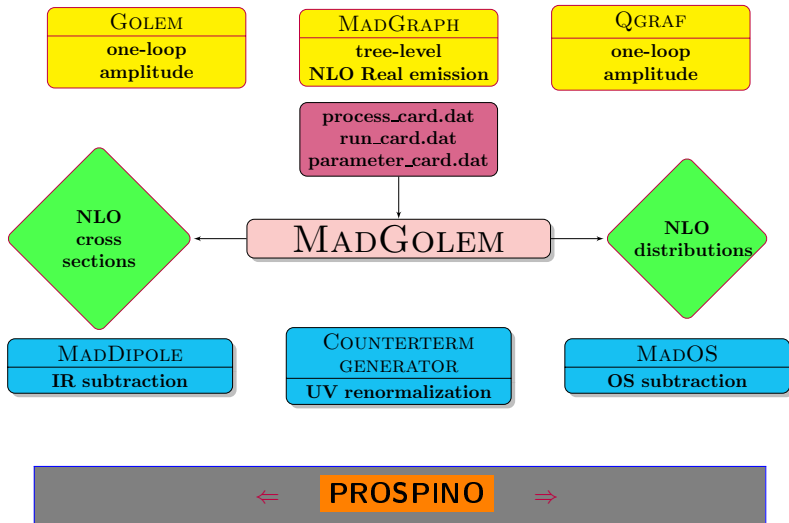 GOLEM
one-loop
amplitude
MADGRAPH
tree-level
NLO Real emission
QGRAF
one-loop
amplitude
process_card.dat
run_card.dat
parameter_card.dat
NLO
cross
sections
MADGOLEM
NLO
distributions
MADDIPOLE
IR subtraction
COUNTERTERM
GENERATOR
UV renormalization
MADOS
OS subtraction
⇐ PROSPINO ⇒